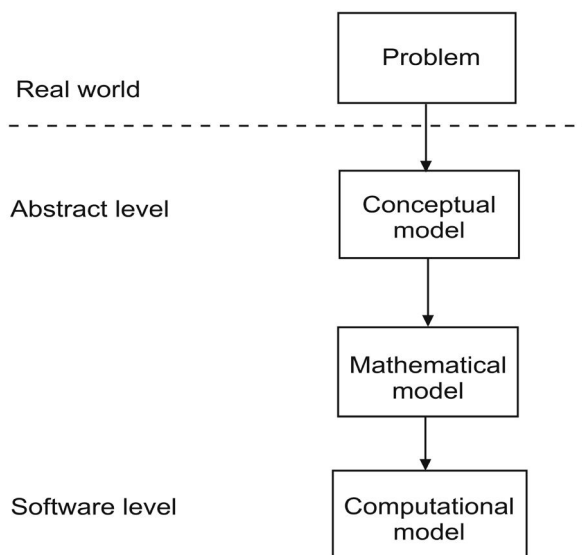 Problem
Real world
Abstract level
Conceptual
model
Mathematical
model
Software level
Computational
model